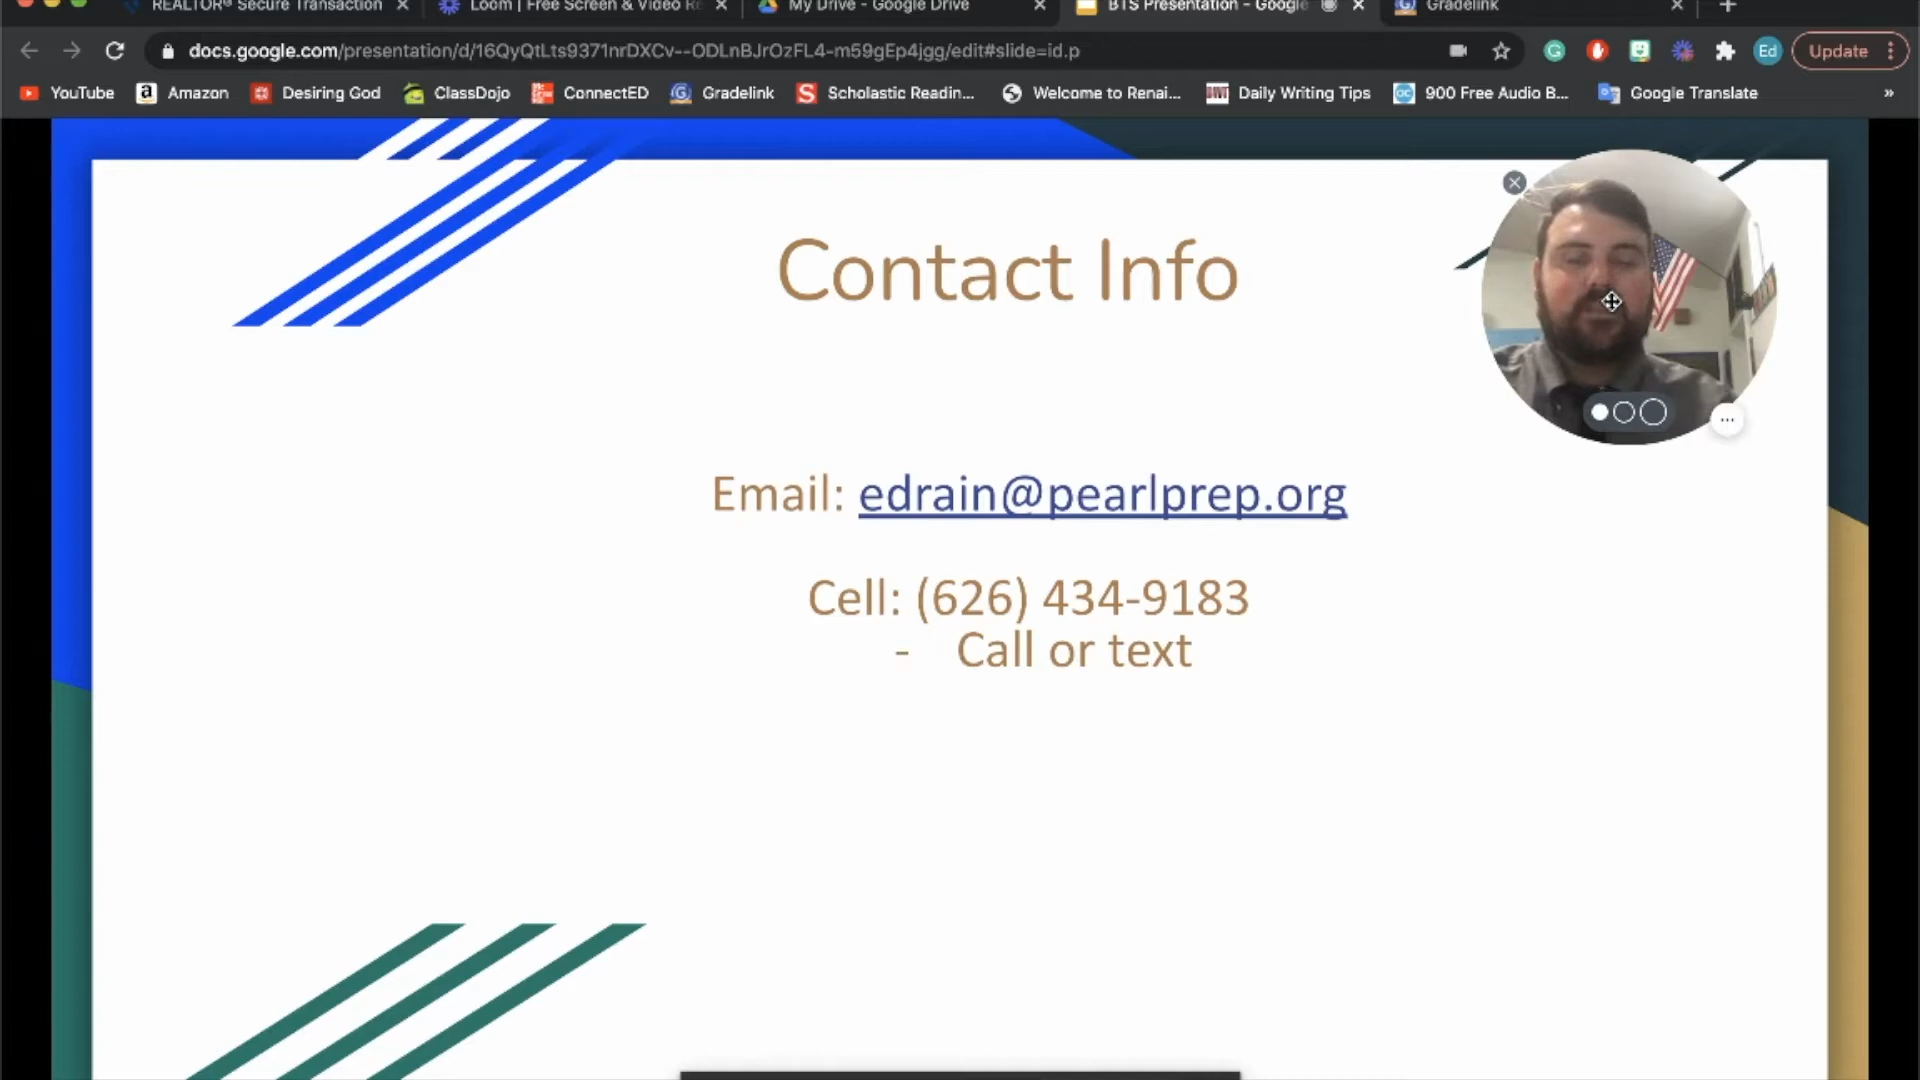 REALTOR® Secure Transaction
Loom | Free Screen & Video Re
My Drive - Google Drive
BTS Presentation - Google
Gradelink
docs.google.com/presentation/d/16QyQtLts9371nrDXCv--ODLnBJrOzFL4-m59gEp4jgg/edit#slide=id.p
Ed
Update
YouTube
Amazon
Desiring God
ClassDojo
ConnectED
Gradelink
Scholastic Readin...
Welcome to Renai...
Daily Writing Tips
900 Free Audio B...
Google Translate
»
Contact Info
Email: edrain@pearlprep.org
Cell: (626) 434-9183
- Call or text